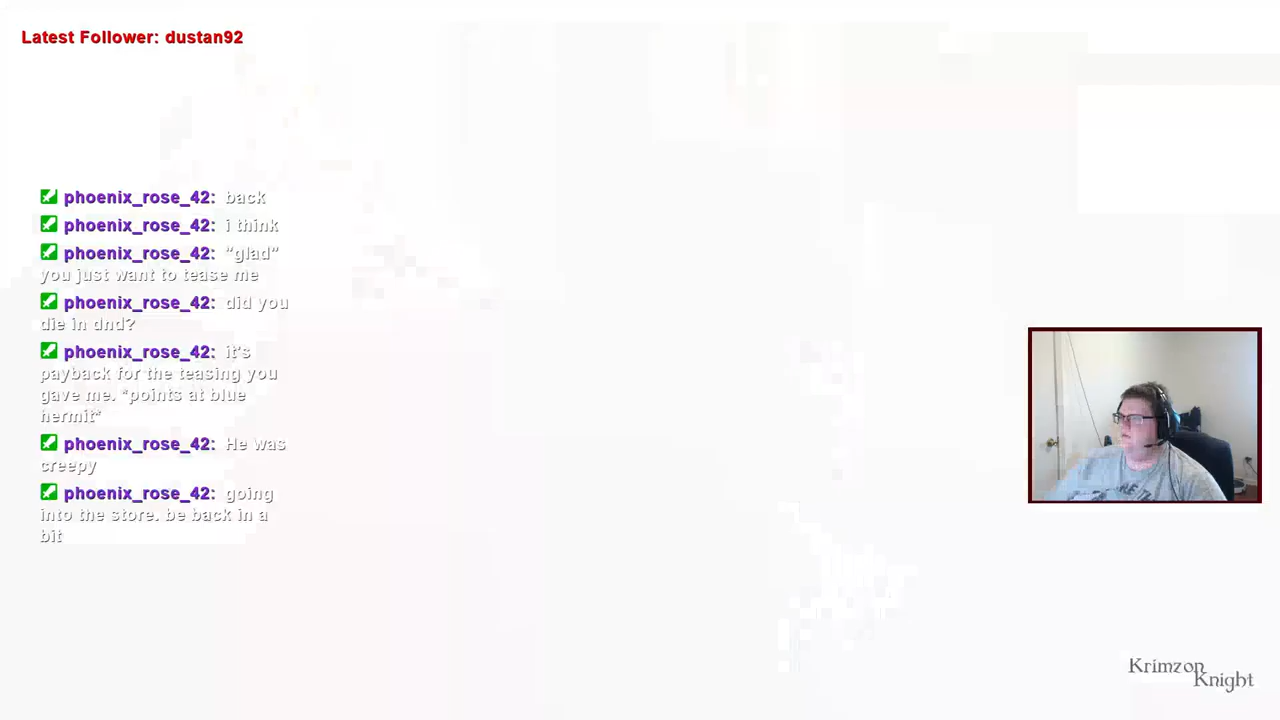 Latest Follower: dustan92
phoenix_rose_42: back
phoenix_rose_42: i think
phoenix_rose_42: "glad"
you just want to tease me
phoenix_rose_42: did you
die in dnd?
phoenix_rose_42: it's
payback for the teasing you
gave me. *points at blue
hermit*
phoenix_rose_42: He was
creepy
phoenix_rose_42: going
into the store. be back in a
bit
Krimzon
Knight